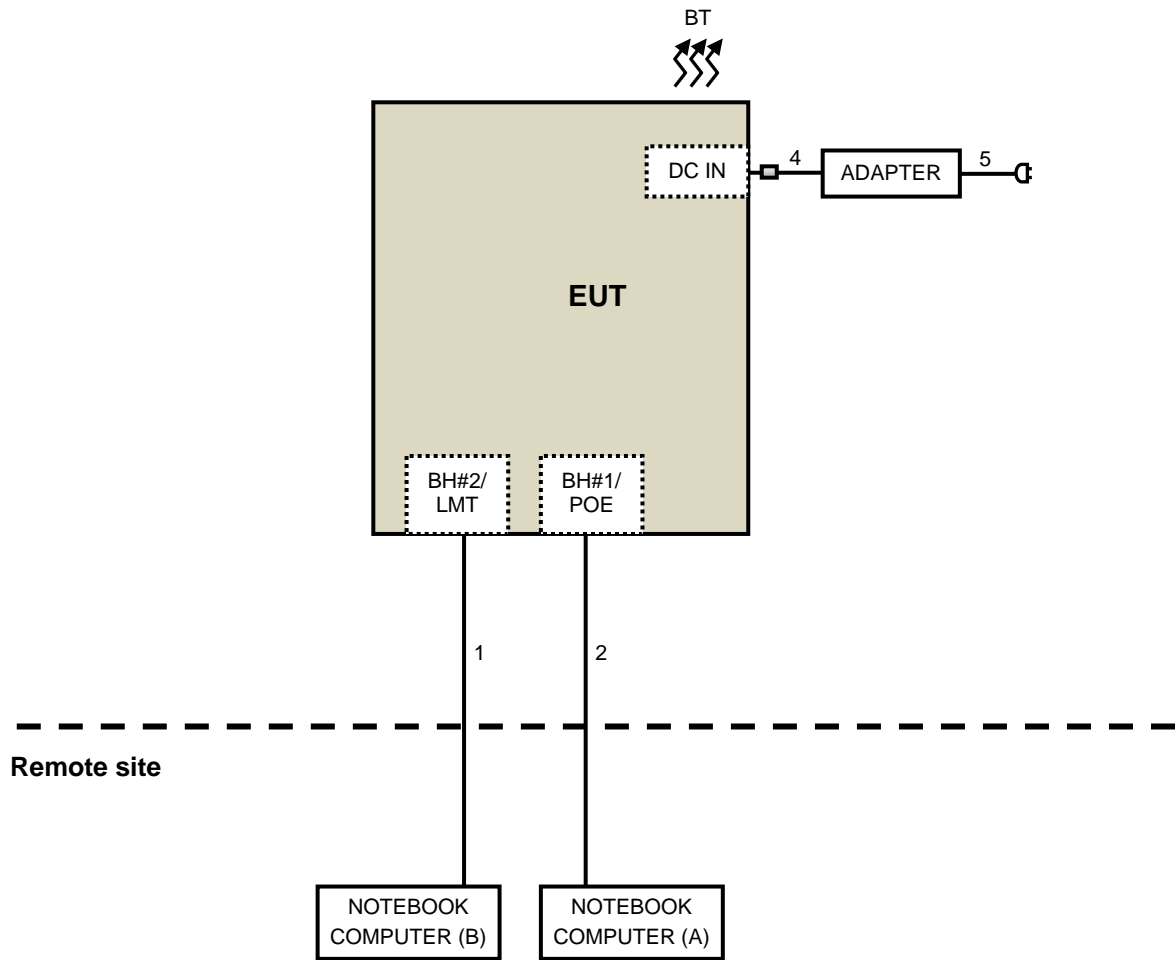 BT
DC IN
4
ADAPTER
5
EUT
BH#2/
LMT
BH#1/
POE
1
2
Remote site
NOTEBOOK
COMPUTER (B)
NOTEBOOK
COMPUTER (A)